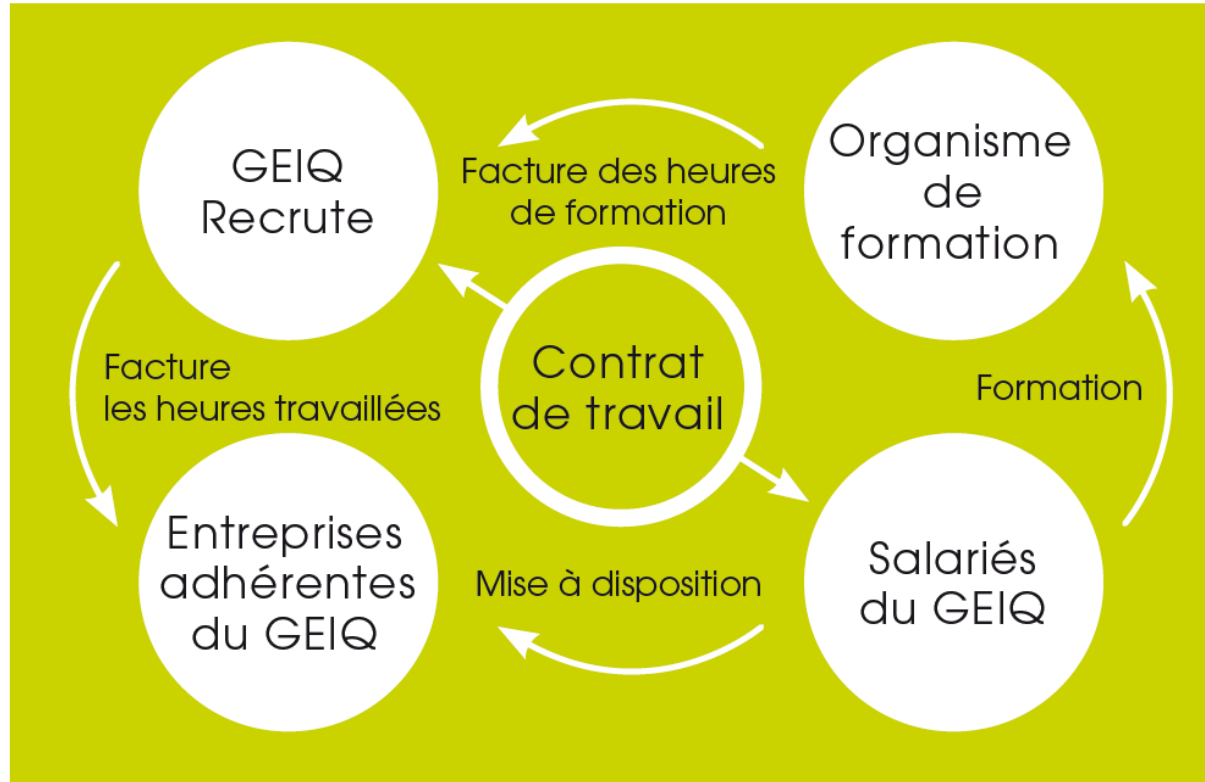 GEIQ
Recrute
Facture des heures
de formation
Organisme
de
formation
Facture
les heures travaillées
Contrat
de travail
Formation
Entreprises
adhérentes
du GEIQ
Mise à disposition
Salariés
du GEIQ